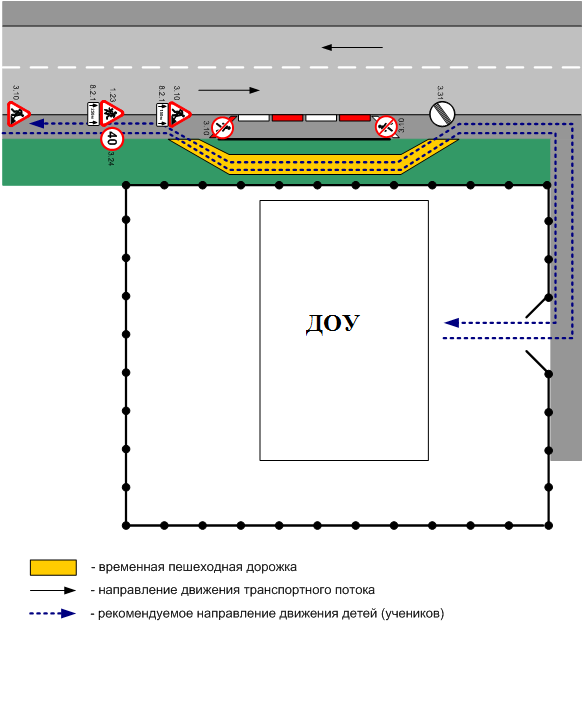 3.10
8.2.1
1.23
8.2.1
3.10
3.10
3.10
3.31
40
3.24
ДОУ
- временная пешеходная дорожка
- направление движения транспортного потока
- рекомендуемое направление движения детей (учеников)